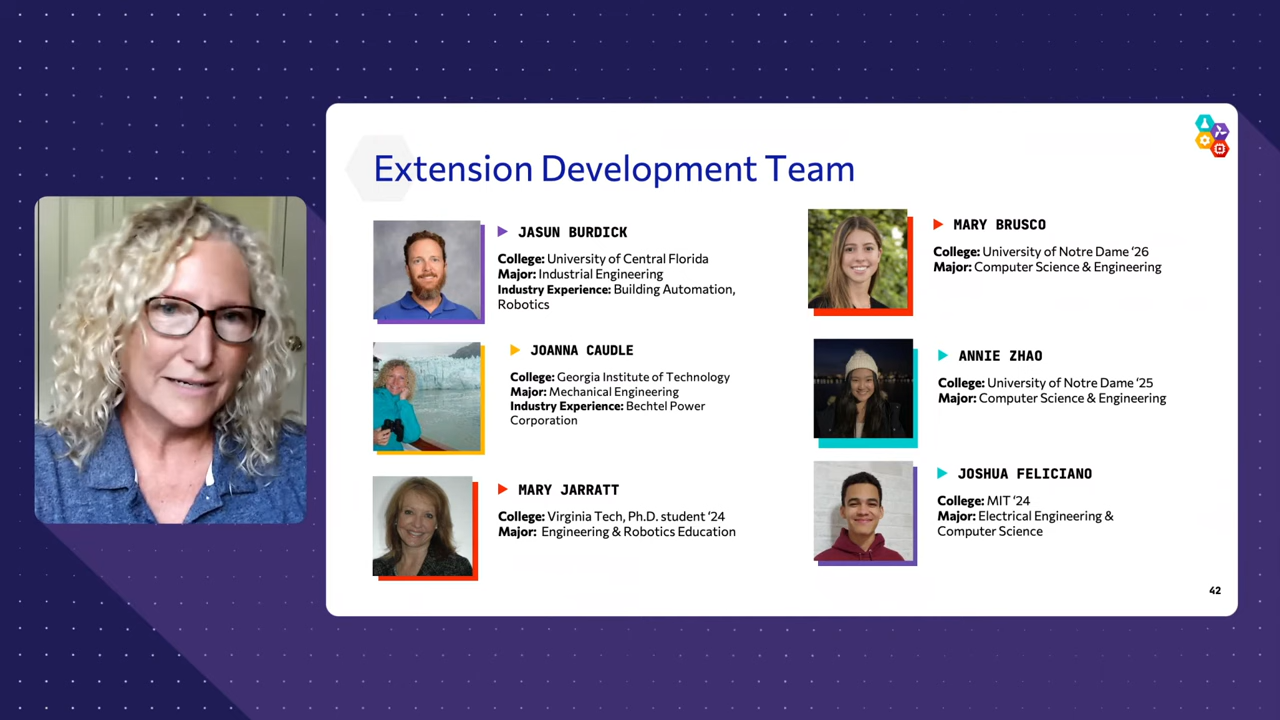 Extension Development Team
JASUN BURDICK
College: University of Central Florida
Major: Industrial Engineering
Industry Experience: Building Automation,
Robotics
JOANNA CAUDLE
College: Georgia Institute of Technology
Major: Mechanical Engineering
Industry Experience: Bechtel Power
Corporation
MARY JARRATT
College: Virginia Tech, Ph.D. student ‘24
Major: Engineering & Robotics Education
MARY BRUSCO
College: University of Notre Dame ‘26
Major: Computer Science & Engineering
ANNIE ZHAO
College: University of Notre Dame ‘25
Major: Computer Science & Engineering
JOSHUA FELICIANO
College: MIT ‘24
Major: Electrical Engineering &
Computer Science
42